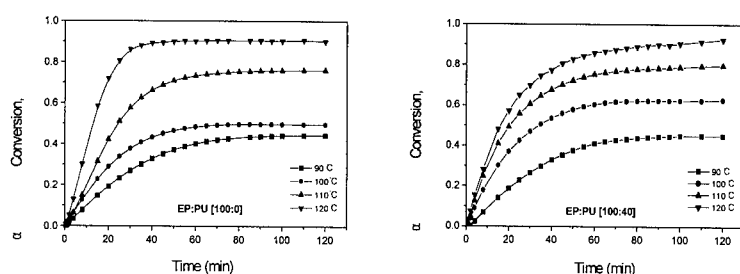 1.0
0.8
0.6
0.4
0.2
0.0
Conversion, α
0 20 40 60 80 100 120
Time (min)
EP:PU [100:0]
90 C
100°C
110°C
120 C
1.0
0.8
0.6
0.4
0.2
0.0
Conversion, α
0 20 40 60 80 100 120
Time (min)
EP:PU [100:40]
90 C
100 C
110 C
120 C